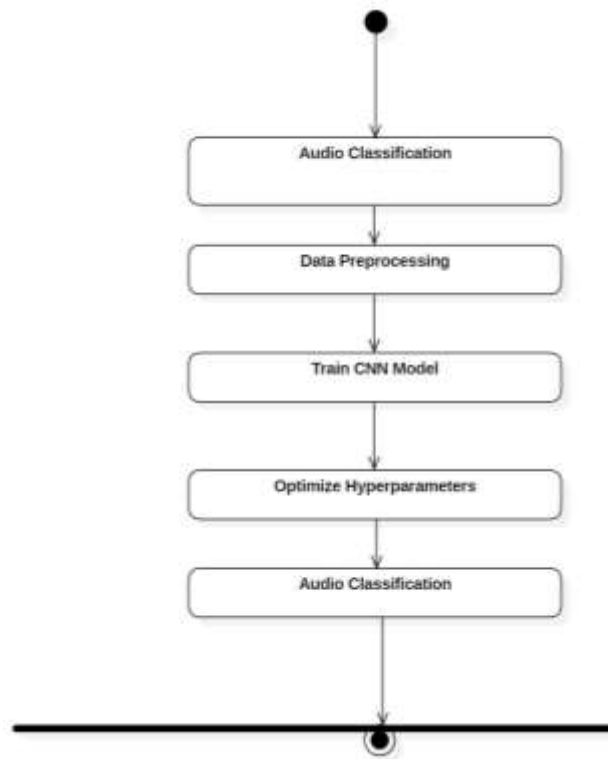 Audio Classification
Data Preprocessing
Train CNN Model
Optimize Hyperparameters
Audio Classification